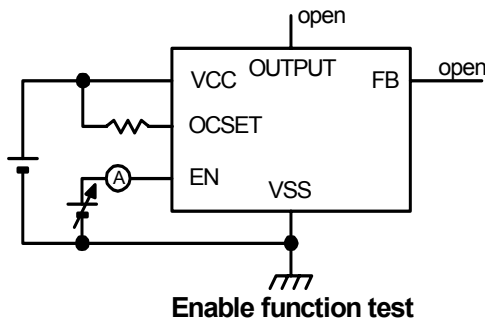 open
VCC OUTPUT FB open
OCSET
A EN
VSS
Enable function test